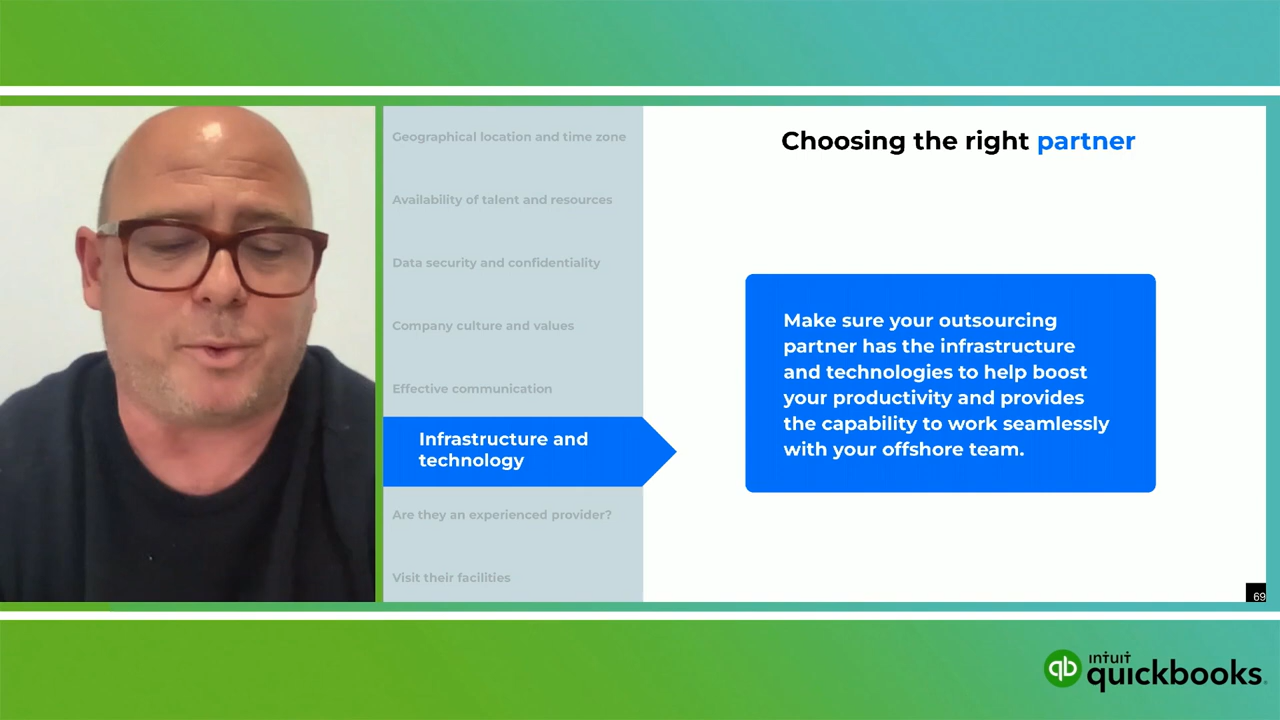 Geographical location and time zone
Availability of talent and resources
Data security and confidentiality
Company culture and values
Effective communication
Infrastructure and
technology
Are they an experienced provider?
Visit their facilities
Choosing the right partner
Make sure your outsourcing
partner has the infrastructure
and technologies to help boost
your productivity and provides
the capability to work seamlessly
with your offshore team.
69
qb
ıntuıt
quickbooks.